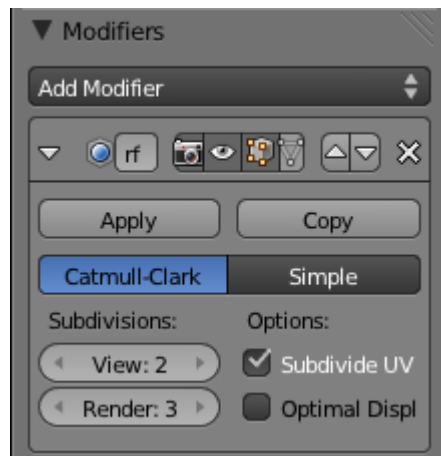 Modifiers
Add Modifier
rf
Apply Copy
Catmull-Clark Simple
Subdivisions: Options:
View: 2 Subdivide UV
Render: 3 Optimal Displ